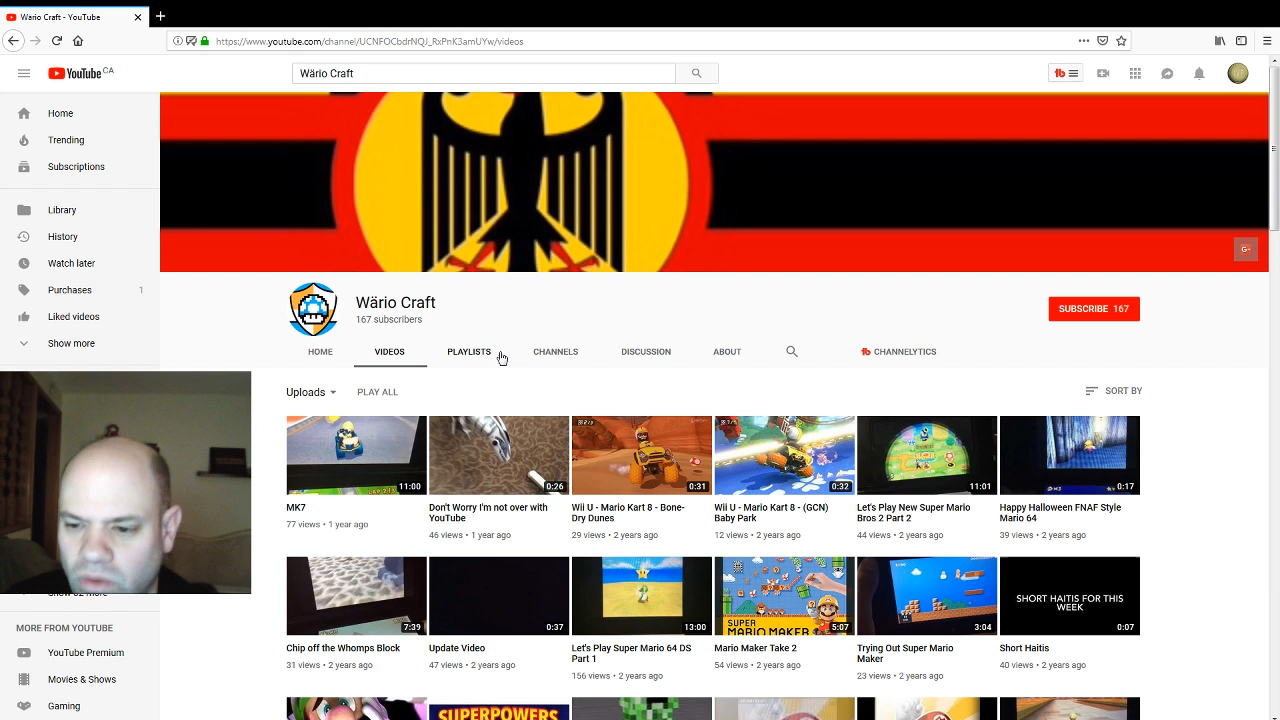 Wärio Craft - YouTube
https://www.youtube.com/channel/UCNFOCbdrNQJ_RxPnK3amUYw/videos
YouTube CA
Wärio Craft
Home
Trending
Subscriptions
Library
History
Watch later
Purchases 1
Liked videos
Show more
MORE FROM YOUTUBE
YouTube Premium
Movies & Shows
Gaming
G+
Wärio Craft
167 subscribers
SUBSCRIBE 167
HOME VIDEOS PLAYLISTS CHANNELS DISCUSSION ABOUT CHANNELYTICS
Uploads PLAY ALL SORT BY
11:00
MK7
77 views • 1 year ago
0:26
Don't Worry I'm not over with
YouTube
46 views • 1 year ago
0:31
Wii U - Mario Kart 8 - Bone-
Dry Dunes
29 views • 2 years ago
0:32
Wii U - Mario Kart 8 - (GCN)
Baby Park
12 views • 2 years ago
11:01
Let's Play New Super Mario
Bros 2 Part 2
44 views • 2 years ago
0:17
Happy Halloween FNAF Style
Mario 64
39 views • 2 years ago
7:39
Chip off the Whomps Block
31 views • 2 years ago
0:37
Update Video
47 views • 2 years ago
13:00
Let's Play Super Mario 64 DS
Part 1
156 views • 2 years ago
SUPER
MARIO MAKER
5:07
Mario Maker Take 2
54 views • 2 years ago
3:04
Trying Out Super Mario
Maker
23 views • 2 years ago
SHORT HAITIS FOR THIS
WEEK
0:07
Short Haitis
40 views • 2 years ago
SUPERPOWERS